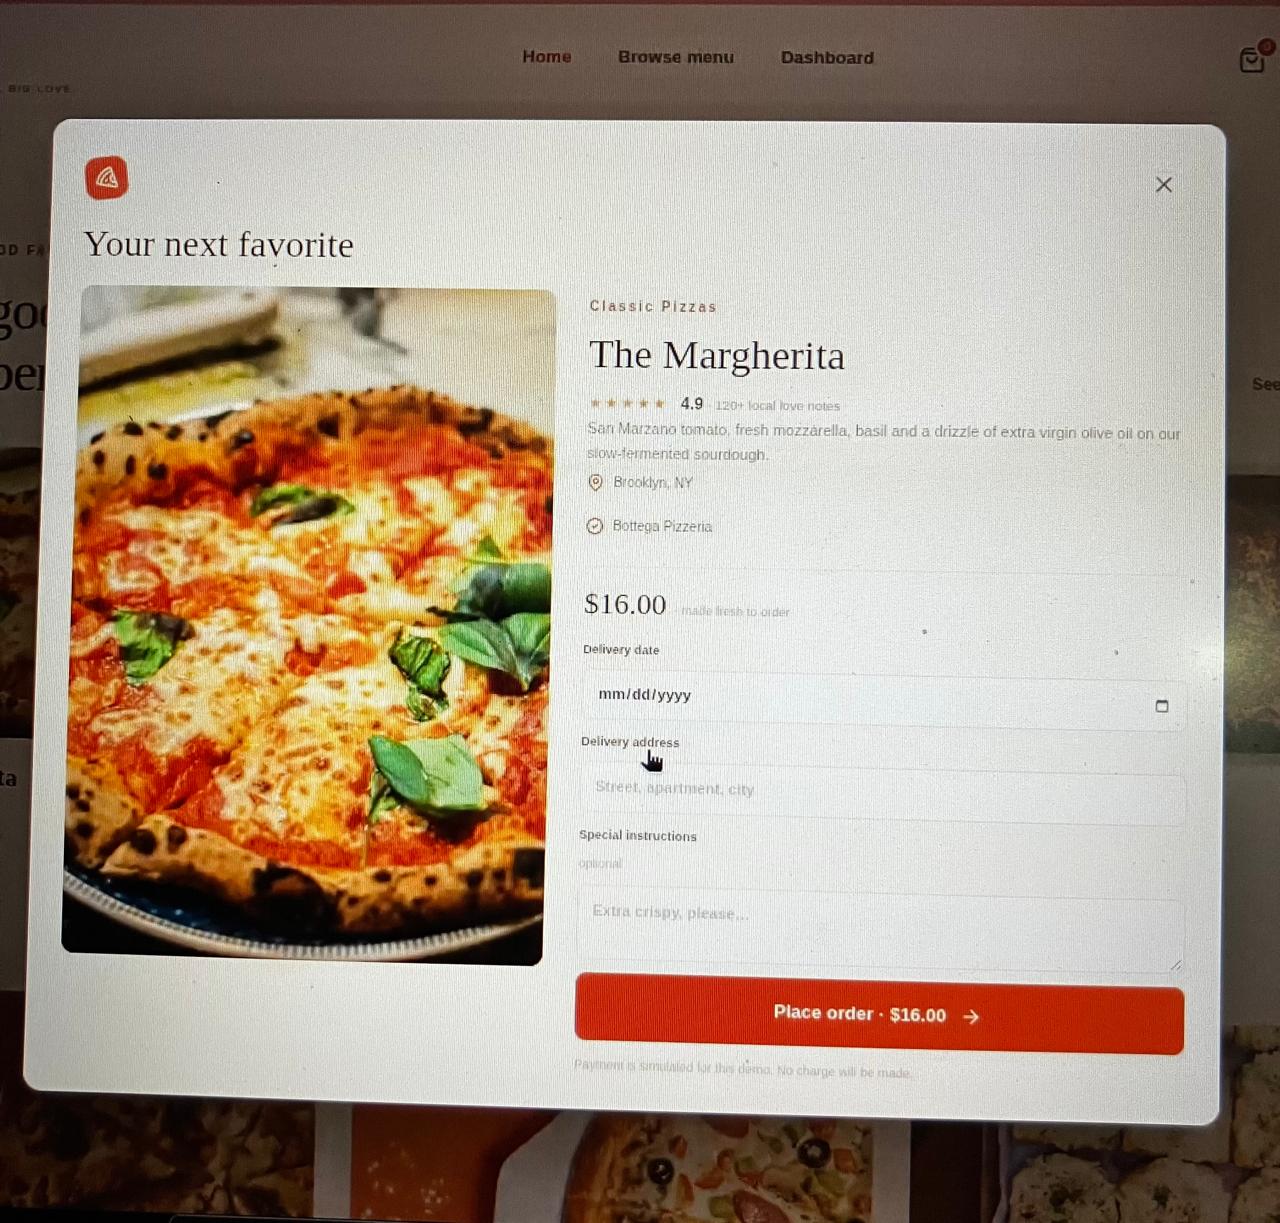 Home Browse menu Dashboard
0
BIG LOVE
Your next favorite
Classic Pizzas
The Margherita
★★★★★ 4.9 · 120+ local love notes
San Marzano tomato, fresh mozzarella, basil and a drizzle of extra virgin olive oil on our
slow-fermented sourdough.
Brooklyn, NY
Bottega Pizzeria
See
$16.00 · made fresh to order
Delivery date
mm/dd/yyyy
Delivery address
Street, apartment, city
Special instructions
optional
Extra crispy, please...
Place order · $16.00 →
Payment is simulated for this demo. No charge will be made.